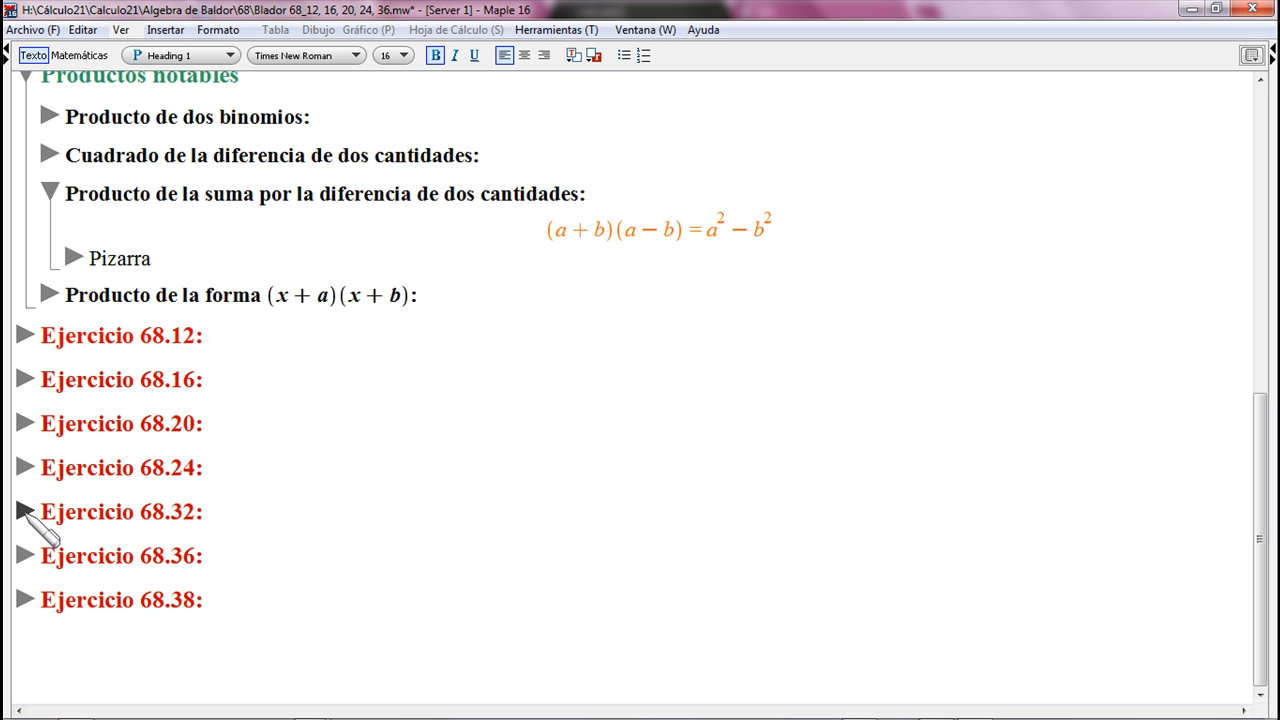 H:\Cálculo21\Calculo21\Algebra de Baldor\68\Blador 68_12, 16, 20, 24, 36.mw* - [Server 1] - Maple 16
Archivo (F) Editar Ver Insertar Formato Tabla Dibujo Gráfico (P) Hoja de Cálculo (S) Herramientas (T) Ventana (W) Ayuda
Texto Matemáticas P Heading 1 Times New Roman 16 B I U
Productos notables
Producto de dos binomios:
Cuadrado de la diferencia de dos cantidades:
Producto de la suma por la diferencia de dos cantidades:
(a + b)(a − b) = a² − b²
Pizarra
Producto de la forma (x + a)(x + b):
Ejercicio 68.12:
Ejercicio 68.16:
Ejercicio 68.20:
Ejercicio 68.24:
Ejercicio 68.32:
Ejercicio 68.36:
Ejercicio 68.38: